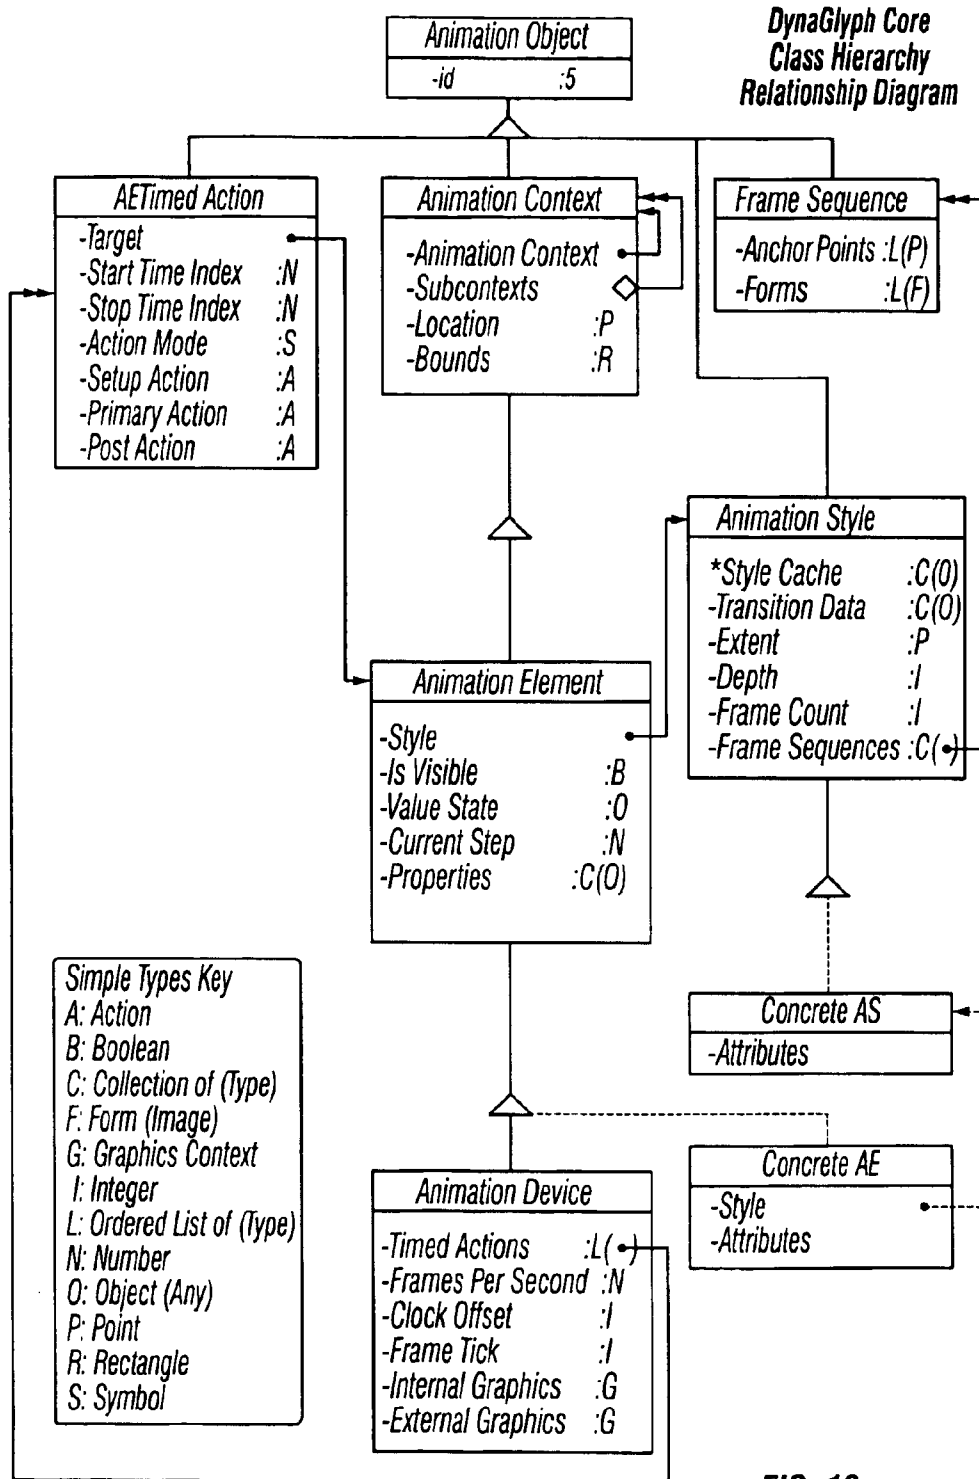 DynaGlyph Core
Class Hierarchy
Relationship Diagram
Animation Object
-id :5
AETimed Action
-Target
-Start Time Index :N
-Stop Time Index :N
-Action Mode :S
-Setup Action :A
-Primary Action :A
-Post Action :A
Animation Context
-Animation Context
-Subcontexts
-Location :P
-Bounds :R
Frame Sequence
-Anchor Points :L(P)
-Forms :L(F)
Animation Style
*Style Cache :C(O)
-Transition Data :C(O)
-Extent :P
-Depth :I
-Frame Count :I
-Frame Sequences :C( )
Animation Element
-Style
-Is Visible :B
-Value State :O
-Current Step :N
-Properties :C(O)
Concrete AS
-Attributes
Concrete AE
-Style
-Attributes
Animation Device
-Timed Actions :L( )
-Frames Per Second :N
-Clock Offset :I
-Frame Tick :I
-Internal Graphics :G
-External Graphics :G
Simple Types Key
A: Action
B: Boolean
C: Collection of (Type)
F: Form (Image)
G: Graphics Context
I: Integer
L: Ordered List of (Type)
N: Number
O: Object (Any)
P: Point
R: Rectangle
S: Symbol